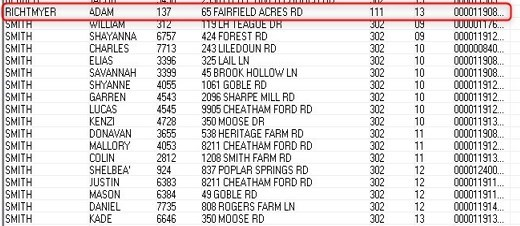 RICHTMYER ADAM 137 65 FAIRFIELD ACRES RD 111 13 000011908...
SMITH WILLIAM 312 119 LH TEAGUE DR 302 09 000001176...
SMITH SHAYANNA 6757 424 FOREST RD 302 09 000011912...
SMITH CHARLES 7713 243 LILEDOUN RD 302 10 000000840...
SMITH ELIAS 3396 325 LAIL LN 302 10 000011908...
SMITH SAVANNAH 3399 45 BROOK HOLLOW LN 302 10 000011908...
SMITH SHYANNE 4055 1061 GOBLE RD 302 10 000011912...
SMITH GARREN 4543 2096 SHARPE MILL RD 302 10 000011912...
SMITH LUCAS 4545 9905 CHEATHAM FORD RD 302 10 000011912...
SMITH KENZI 4728 350 MOOSE DR 302 10 000011913...
SMITH DONAVAN 3655 538 HERITAGE FARM RD 302 11 000011908...
SMITH MALLORY 4053 8211 CHEATHAM FORD RD 302 11 000011912...
SMITH COLIN 2812 1208 SMITH FARM RD 302 11 000011913...
SMITH SHELBEA' 924 837 POPLAR SPRINGS RD 302 12 000012400...
SMITH JUSTIN 6383 8211 CHEATHAM FORD RD 302 12 000011911...
SMITH MASON 6384 49 GOBLE RD 302 12 000011911...
SMITH DANIEL 7735 808 ROGERS FARM LN 302 12 000011914...
SMITH KADE 6646 350 MOOSE RD 302 13 000011913...